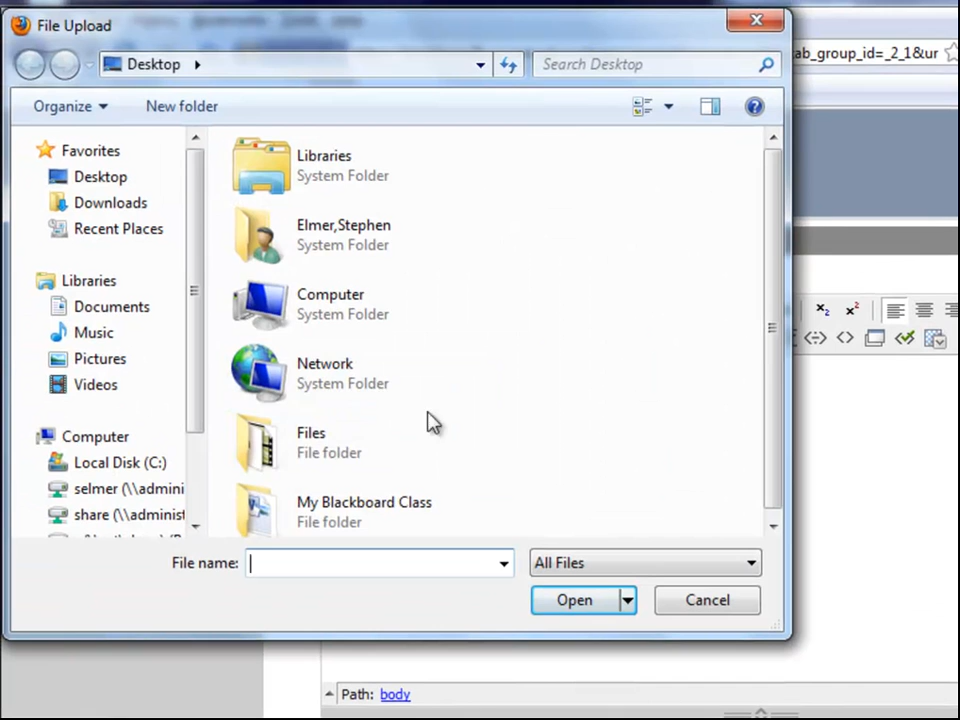 File Upload
Desktop
Search Desktop
ab_group_id=_2_1&ur
Organize
New folder
Favorites
Desktop
Downloads
Recent Places
Libraries
Documents
Music
Pictures
Videos
Computer
Local Disk (C:)
selmer (\\admini
share (\\administ
Libraries
System Folder
Elmer,Stephen
System Folder
Computer
System Folder
Network
System Folder
Files
File folder
My Blackboard Class
File folder
File name:
All Files
Open
Cancel
Path: body